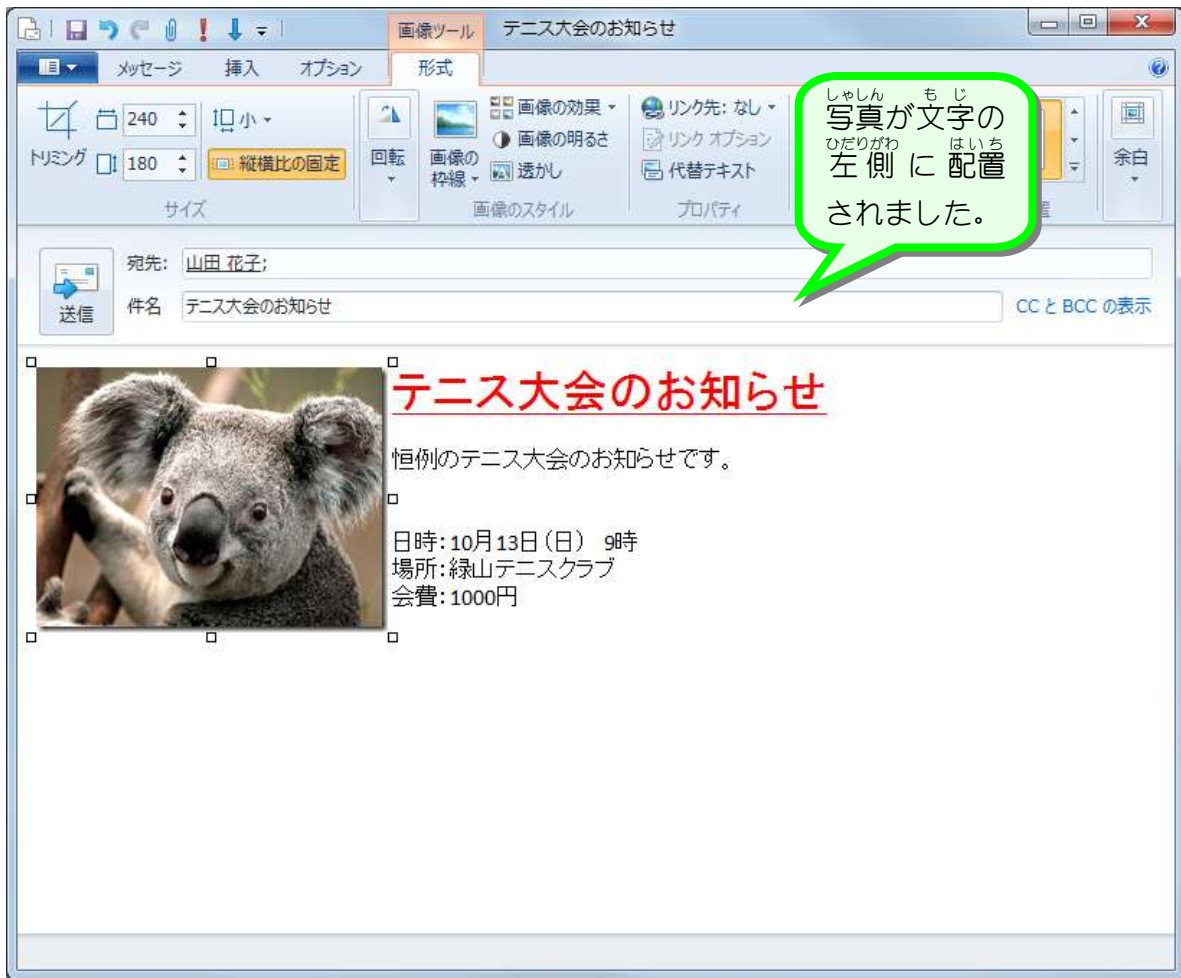 画像ツール
テニス大会のお知らせ
メッセージ
挿入
オプション
形式
トリミング
240
180
小
縦横比の固定
サイズ
回転
画像の枠線
画像の効果
画像の明るさ
透かし
画像のスタイル
リンク先: なし
リンク オプション
代替テキスト
プロパティ
余白
しゃしん もじ
写真が文字の
ひだりがわ はいち
左側に配置
されました。
送信
宛先: 山田 花子;
件名 テニス大会のお知らせ
CC と BCC の表示
テニス大会のお知らせ
恒例のテニス大会のお知らせです。
日時:10月13日(日) 9時
場所:緑山テニスクラブ
会費:1000円